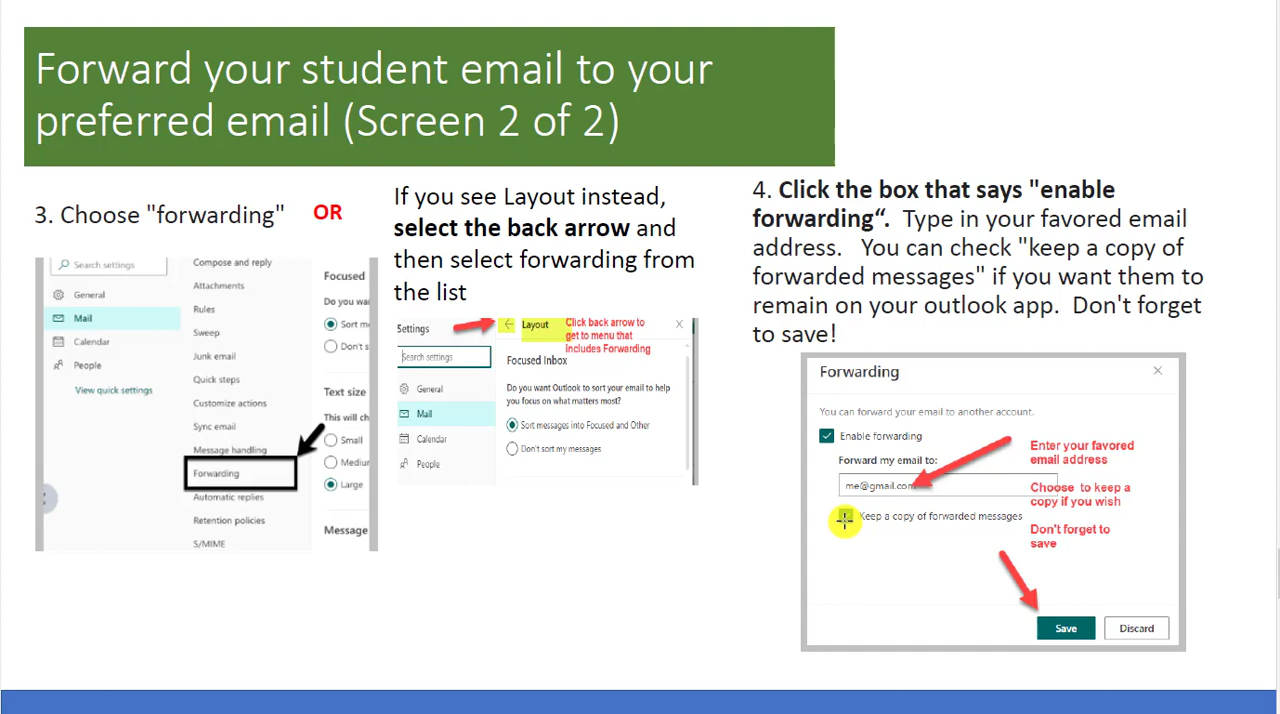 Forward your student email to your
preferred email (Screen 2 of 2)
3. Choose "forwarding"
OR
Search settings
General
Mail
Calendar
People
View quick settings
Compose and reply
Attachments
Rules
Sweep
Junk email
Quick steps
Customize actions
Sync email
Message handling
Forwarding
Automatic replies
Retention policies
S/MIME
Focused
Do you wan
Sort me
Don't s
Text size
This will ch
Small
Mediu
Large
Message
If you see Layout instead,
select the back arrow and
then select forwarding from
the list
Settings
Search settings
General
Mail
Calendar
People
Layout
Click back arrow to
get to menu that
includes Forwarding
Focused Inbox
Do you want Outlook to sort your email to help
you focus on what matters most?
Sort messages into Focused and Other
Don't sort my messages
4. Click the box that says "enable
forwarding“. Type in your favored email
address. You can check "keep a copy of
forwarded messages" if you want them to
remain on your outlook app. Don't forget
to save!
Forwarding
You can forward your email to another account.
Enable forwarding
Forward my email to:
me@gmail.com
Keep a copy of forwarded messages
Enter your favored
email address
Choose to keep a
copy if you wish
Don't forget to
save
Save
Discard